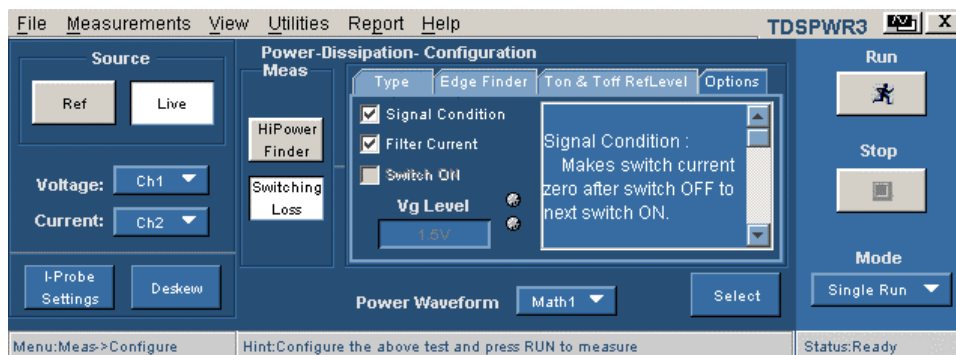 File Measurements View Utilities Report Help TDSPWR3 X
Source
Ref Live
Voltage: Ch1
Current: Ch2
I-Probe
Settings
Deskew
Power-Dissipation- Configuration
Meas
HiPower
Finder
Switching
Loss
Type Edge Finder Ton & Toff RefLevel Options
Signal Condition
Filter Current
Switch ON
Vg Level
1.5V
Signal Condition :
Makes switch current
zero after switch OFF to
next switch ON.
Power Waveform Math1 Select
Run
Stop
Mode
Single Run
Menu:Meas->Configure Hint:Configure the above test and press RUN to measure Status:Ready